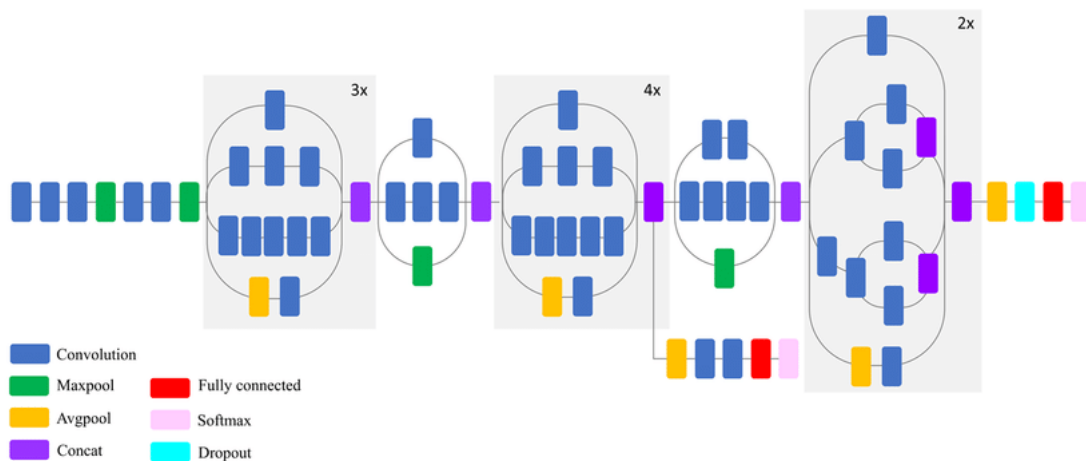 2x
3x
4x
Convolution
Maxpool
Fully connected
Avgpool
Softmax
Concat
Dropout